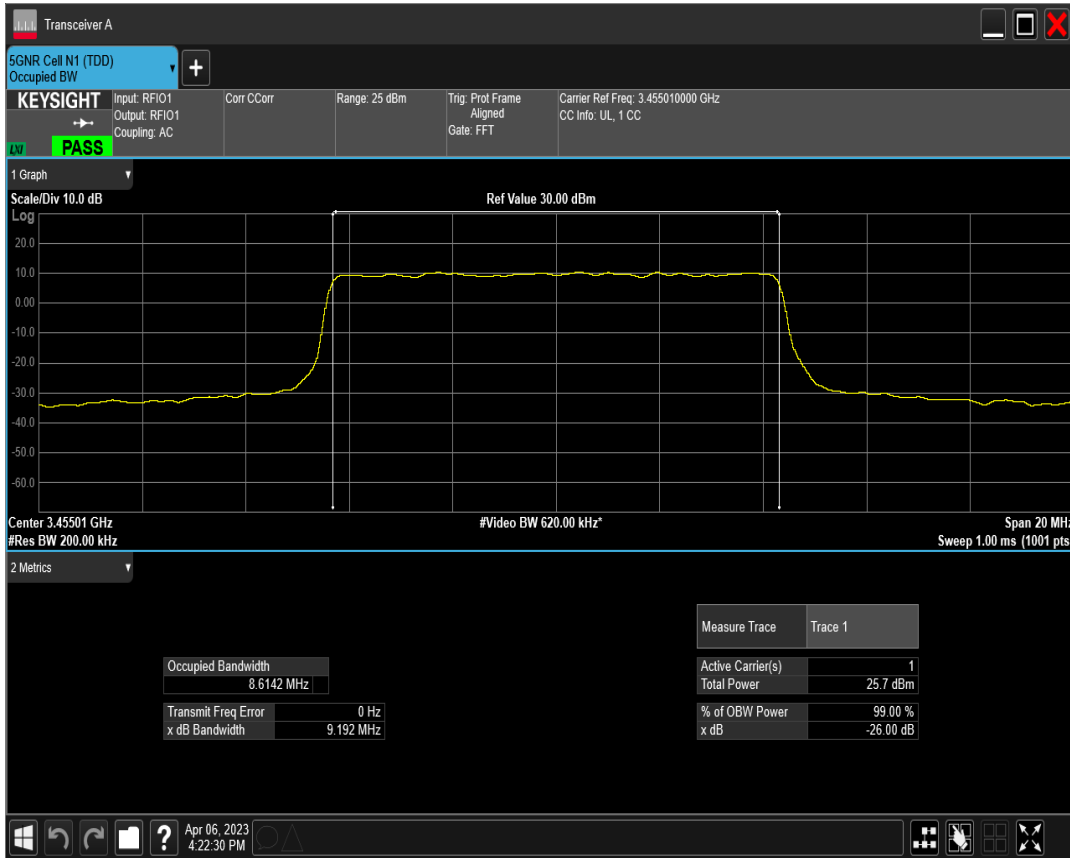 Transceiver A
5GNR Cell N1 (TDD)
Occupied BW
+
KEYSIGHT
LXI
PASS
Input: RFIO1
Output: RFIO1
Coupling: AC
Corr CCorr
Range: 25 dBm
Trig: Prot Frame
Aligned
Gate: FFT
Carrier Ref Freq: 3.455010000 GHz
CC Info: UL, 1 CC
1 Graph
Scale/Div 10.0 dB
Ref Value 30.00 dBm
Log
20.0
10.0
0.00
-10.0
-20.0
-30.0
-40.0
-50.0
-60.0
Center 3.45501 GHz
#Video BW 620.00 kHz*
Span 20 MHz
#Res BW 200.00 kHz
Sweep 1.00 ms (1001 pts
2 Metrics
Measure Trace Trace 1
Occupied Bandwidth
8.6142 MHz
Active Carrier(s) 1
Total Power 25.7 dBm
Transmit Freq Error 0 Hz
x dB Bandwidth 9.192 MHz
% of OBW Power 99.00 %
x dB -26.00 dB
?
Apr 06, 2023
4:22:30 PM